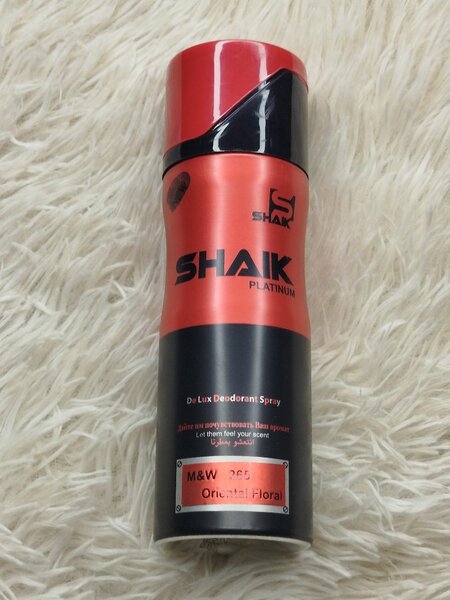 SHAIK
SHAIK
PLATINUM
De Lux Deodorant Spray
Дайте им почувствовать Ваш аромат
Let them feel your scent
M&W 265
Oriental Floral